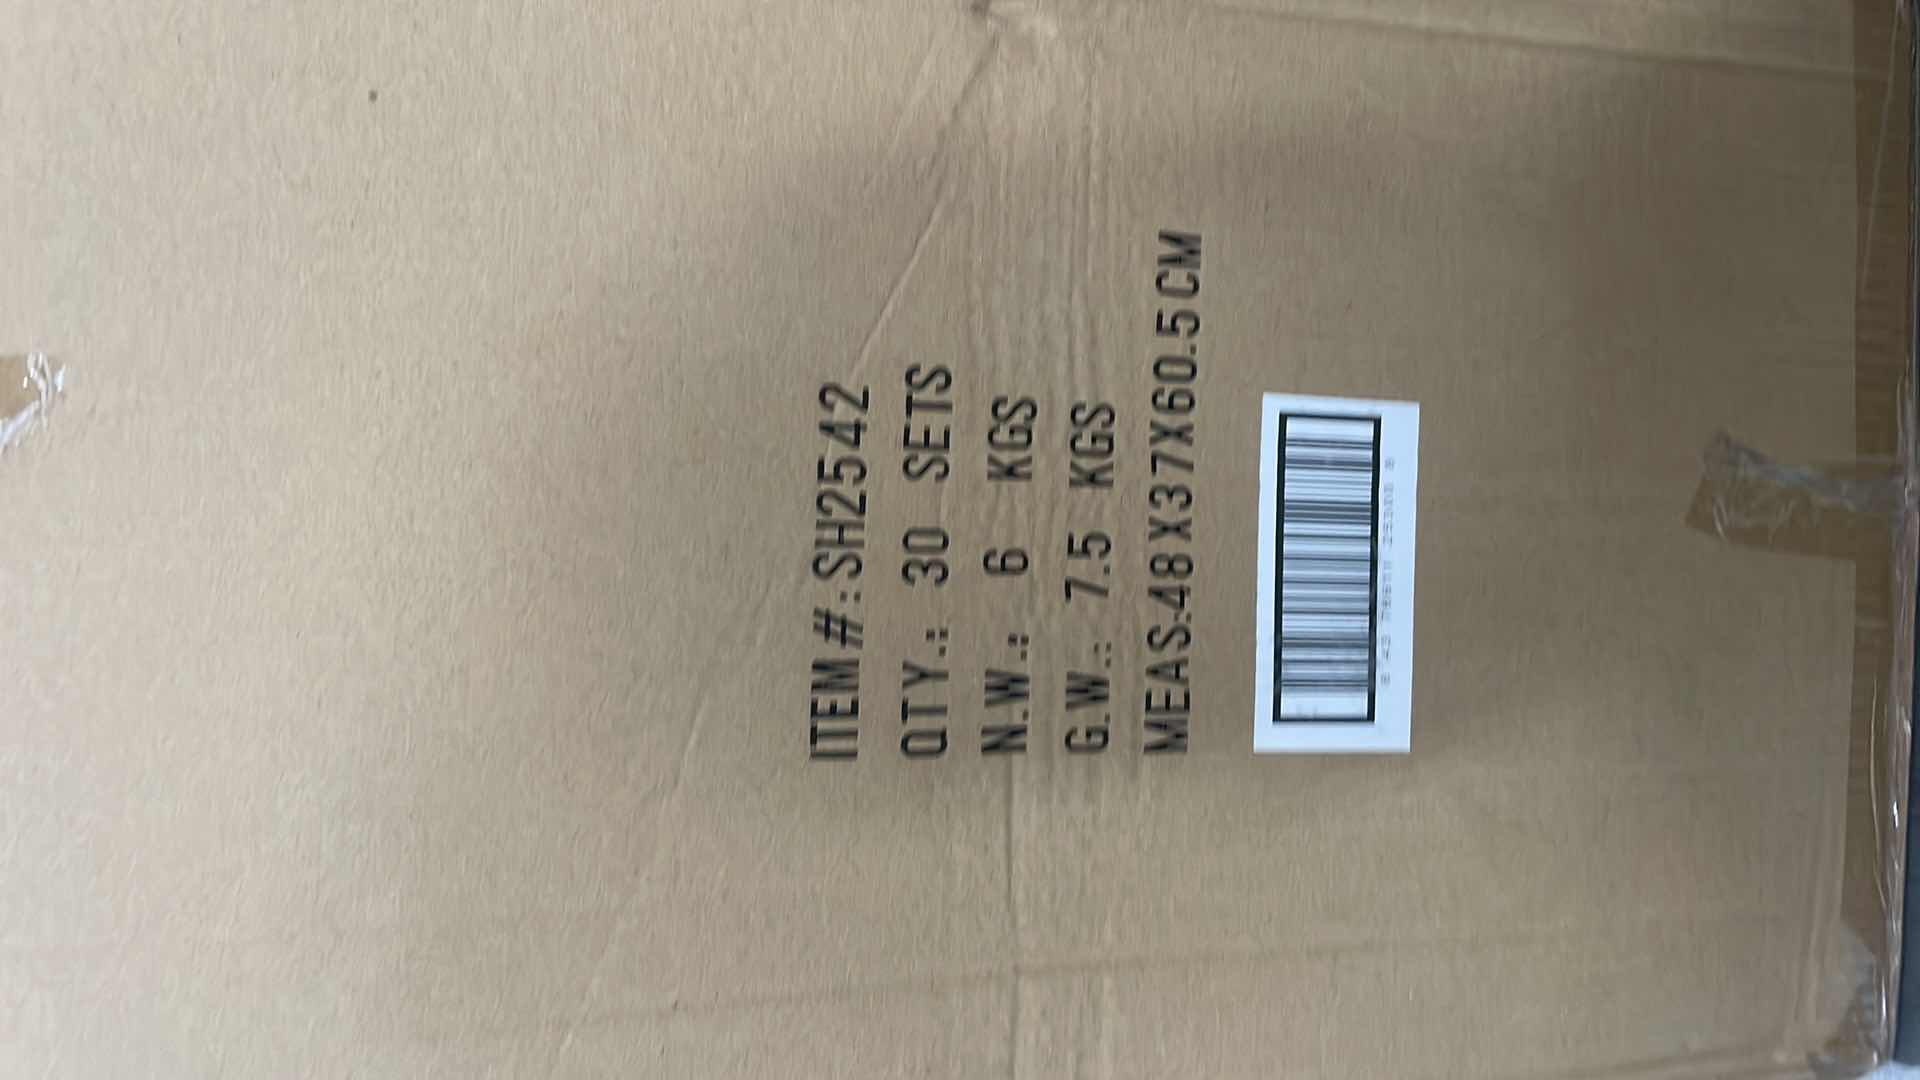 ITEM#.:SH2542
QTY.: 30 SETS
N.W.: 6 KGS
G.W.: 7.5 KGS
MEAS.:48X37X60.5CM